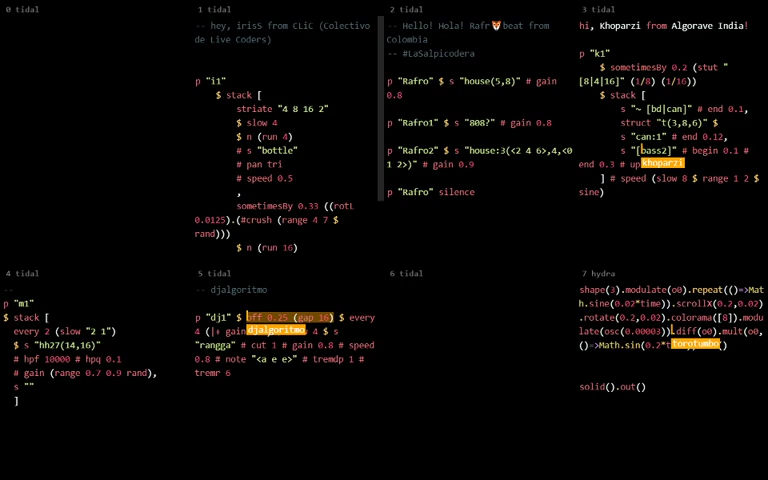 0 tidal
1 tidal
-- hey, irisS from CLiC (Colectivo
de Live Coders)
p "i1"
$ stack [
striate "4 8 16 2"
$ slow 4
$ n (run 4)
# s "bottle"
# pan tri
# speed 0.5
,
sometimesBy 0.33 ((rotL
0.0125).(#crush (range 4 7 $
rand)))
$ n (run 16)
2 tidal
-- Hello! Hola! Rafr🦊beat from
Colombia
-- #LaSalpicodera
p "Rafro" $ s "house(5,8)" # gain
0.8
p "Rafro1" $ s "808?" # gain 0.8
p "Rafro2" $ s "house:3(<2 4 6>,4,<0
1 2>)" # gain 0.9
p "Rafro" silence
3 tidal
hi, Khoparzi from Algorave India!
p "k1"
$ sometimesBy 0.2 (stut "
[8|4|16]" (1/8) (1/16))
$ stack [
s "~ [bd|can]" # end 0.1,
struct "t(3,8,6)" $
s "can:1" # end 0.12,
s "[bass2]" # begin 0.1 #
end 0.3 # up
khoparzi
] # speed (slow 8 $ range 1 2 $
sine)
4 tidal
--
p "m1"
$ stack [
every 2 (slow "2 1")
$ s "hh27(14,16)"
# hpf 10000 # hpq 0.1
# gain (range 0.7 0.9 rand),
s ""
]
5 tidal
-- djalgoritmo
p "dj1" $ off 0.25 (gap 16) $ every
4 (|+ gain
djalgoritmo
4 $ s
"rangga" # cut 1 # gain 0.8 # speed
0.8 # note "<a e e>" # tremdp 1 #
tremr 6
6 tidal
7 hydra
shape(3).modulate(o0).repeat(()=>Mat
h.sine(0.02*time)).scrollX(0.2,0.02)
.rotate(0.2,0.02).colorama([8]).modu
late(osc(0.00003)).diff(o0).mult(o0,
()=>Math.sin(0.2*t
torotumbo
()
solid().out()